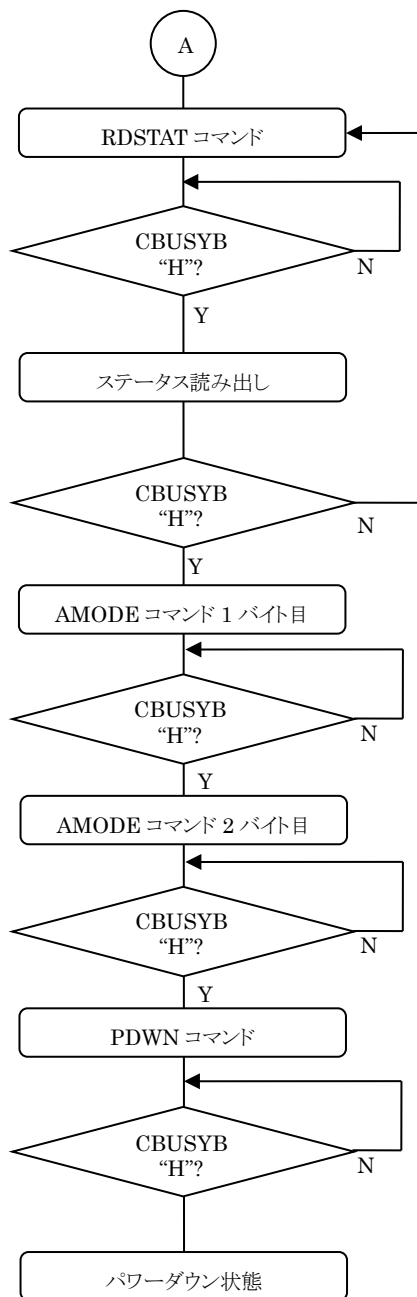 A
RDSTAT コマンド
CBUSYB
“H”?
N
Y
ステータス読み出し
CBUSYB
“H”?
N
Y
AMODE コマンド 1 バイト目
CBUSYB
“H”?
N
Y
AMODE コマンド 2 バイト目
CBUSYB
“H”?
N
Y
PDWN コマンド
CBUSYB
“H”?
N
パワーダウン状態